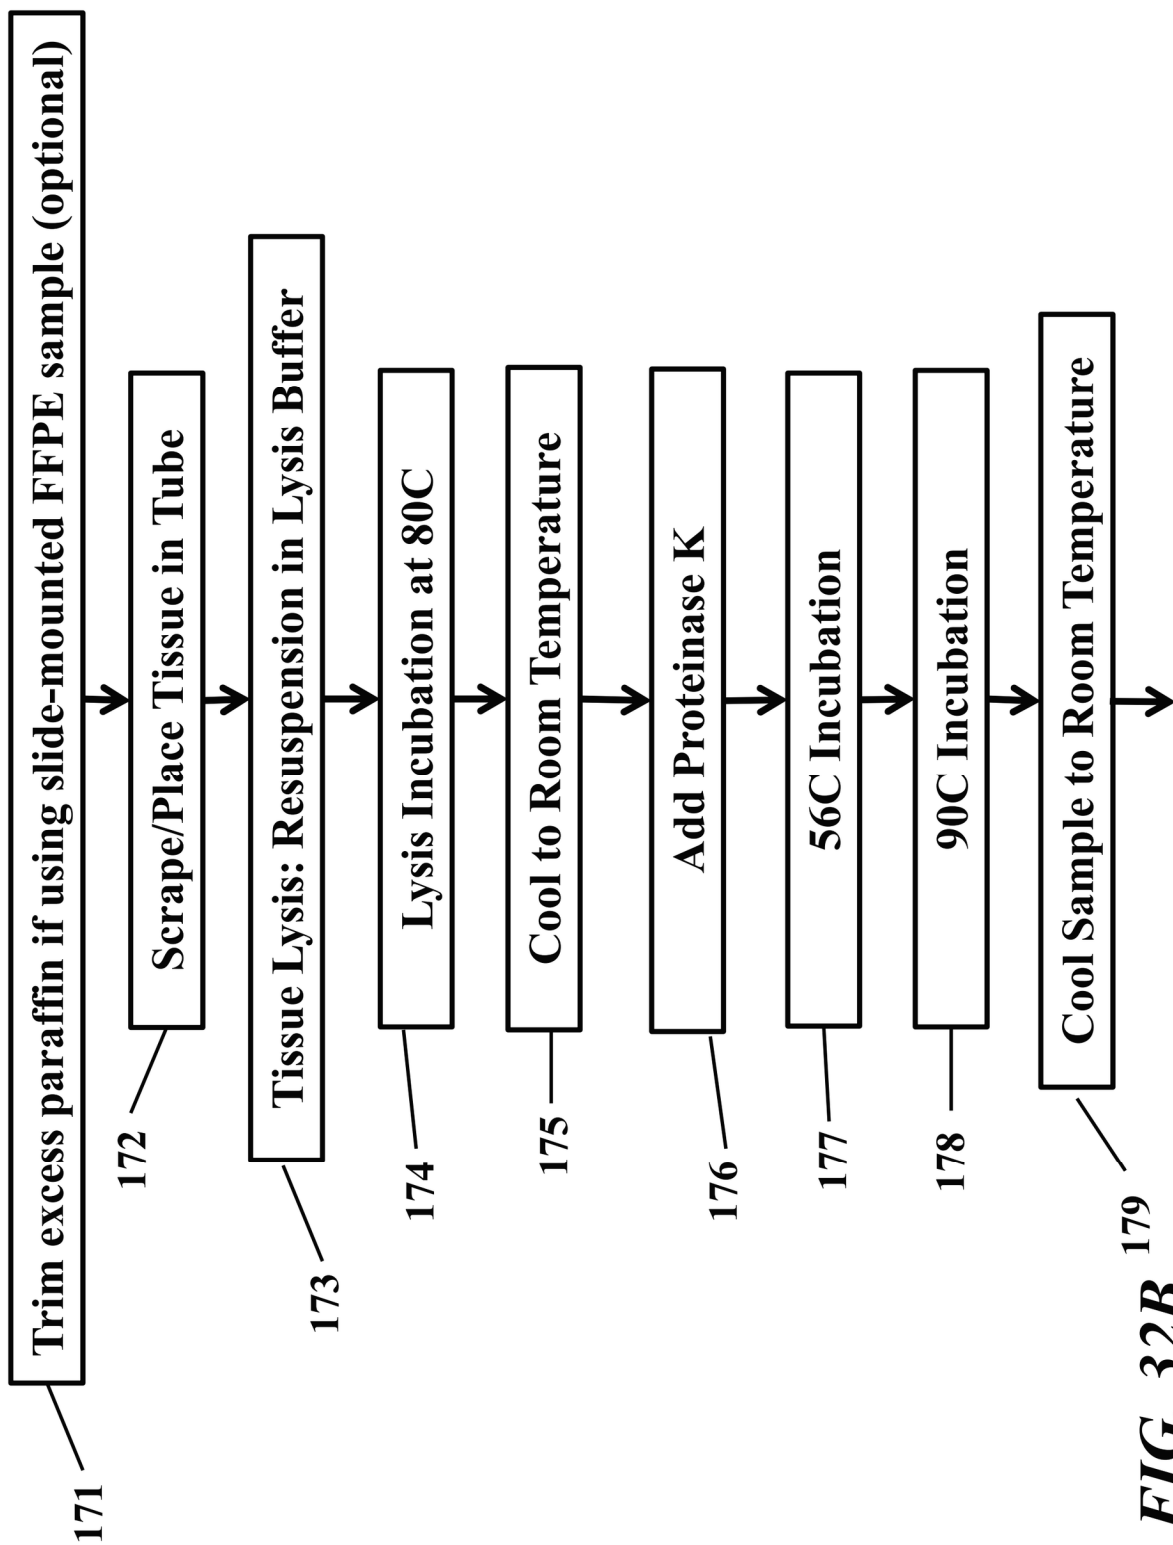 171
Trim excess paraffin if using slide-mounted FFPE sample (optional)
172
Scrape/Place Tissue in Tube
173
Tissue Lysis: Resuspension in Lysis Buffer
174
Lysis Incubation at 80C
175
Cool to Room Temperature
176
Add Proteinase K
177
56C Incubation
178
90C Incubation
179
Cool Sample to Room Temperature
FIG. 32B